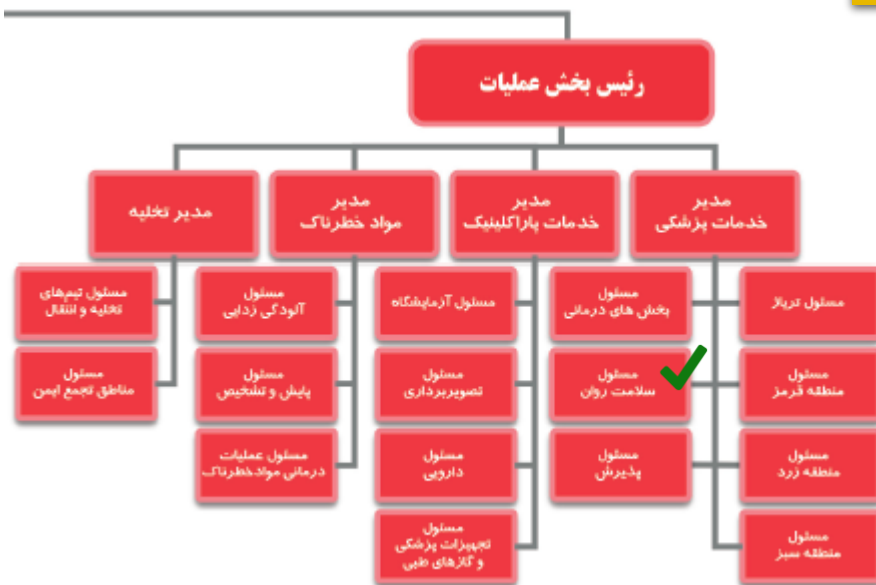 رئیس بخش عملیات
مدیر
خدمات پزشکی
مدیر
خدمات پاراکلینیک
مدیر
مواد خطرناک
مدیر تخلیه
مسئول تریاژ
مسئول
بخش های درمانی
مسئول آزمایشگاه
مسئول
آلودگی زدایی
مسئول تیم‌های
تخلیه و انتقال
مسئول
منطقه قرمز
مسئول
سلامت روان
مسئول
تصویربرداری
مسئول
پایش و تشخیص
مسئول
مناطق تجمع ایمن
مسئول
منطقه زرد
مسئول
پذیرش
مسئول
دارویی
مسئول عملیات
درمانی موادخطرناک
مسئول
منطقه سبز
مسئول
تجهیزات پزشکی
و گازهای طبی